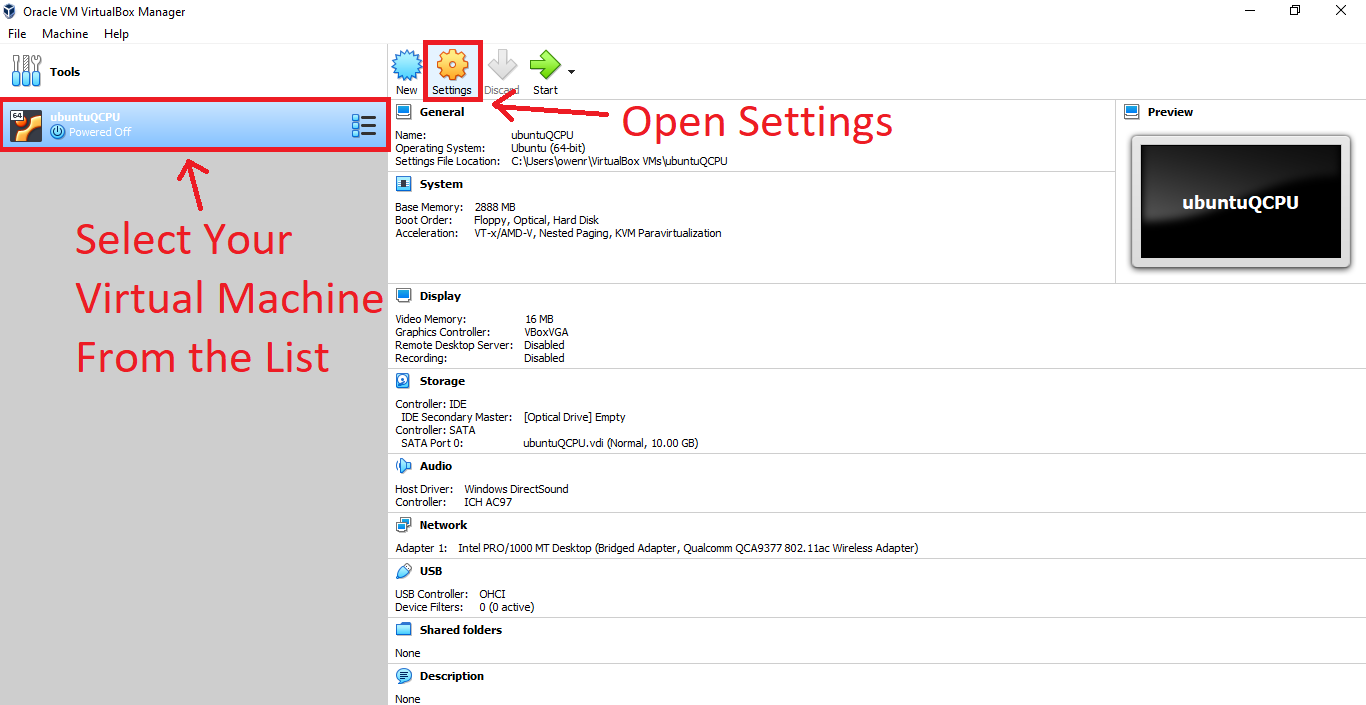 Oracle VM VirtualBox Manager
File Machine Help
Tools
New Settings Discard Start
64
ubuntuQCPU
Powered Off
Select Your
Virtual Machine
From the List
Open Settings
General
Name: ubuntuQCPU
Operating System: Ubuntu (64-bit)
Settings File Location: C:\Users\owenr\VirtualBox VMs\ubuntuQCPU
Preview
ubuntuQCPU
System
Base Memory: 2888 MB
Boot Order: Floppy, Optical, Hard Disk
Acceleration: VT-x/AMD-V, Nested Paging, KVM Paravirtualization
Display
Video Memory: 16 MB
Graphics Controller: VBoxVGA
Remote Desktop Server: Disabled
Recording: Disabled
Storage
Controller: IDE
IDE Secondary Master: [Optical Drive] Empty
Controller: SATA
SATA Port 0: ubuntuQCPU.vdi (Normal, 10.00 GB)
Audio
Host Driver: Windows DirectSound
Controller: ICH AC97
Network
Adapter 1: Intel PRO/1000 MT Desktop (Bridged Adapter, Qualcomm QCA9377 802.11ac Wireless Adapter)
USB
USB Controller: OHCI
Device Filters: 0 (0 active)
Shared folders
None
Description
None